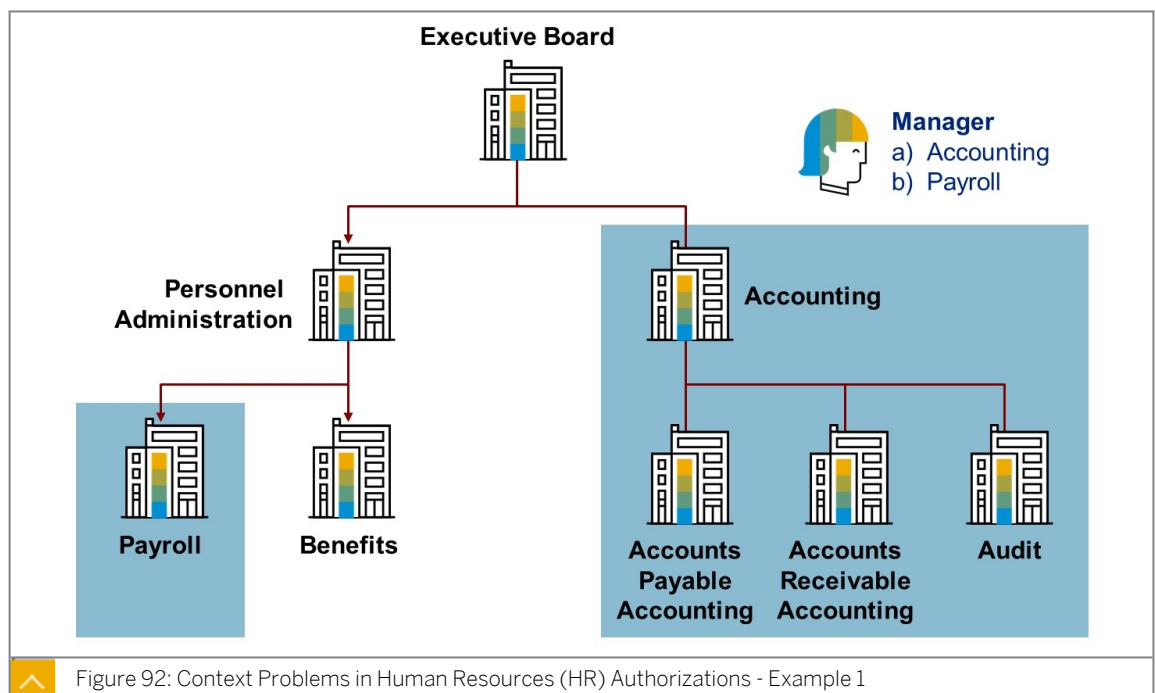 Executive Board
Manager
a) Accounting
b) Payroll
Personnel
Administration
Accounting
Payroll
Benefits
Accounts
Payable
Accounting
Accounts
Receivable
Accounting
Audit
Figure 92: Context Problems in Human Resources (HR) Authorizations - Example 1